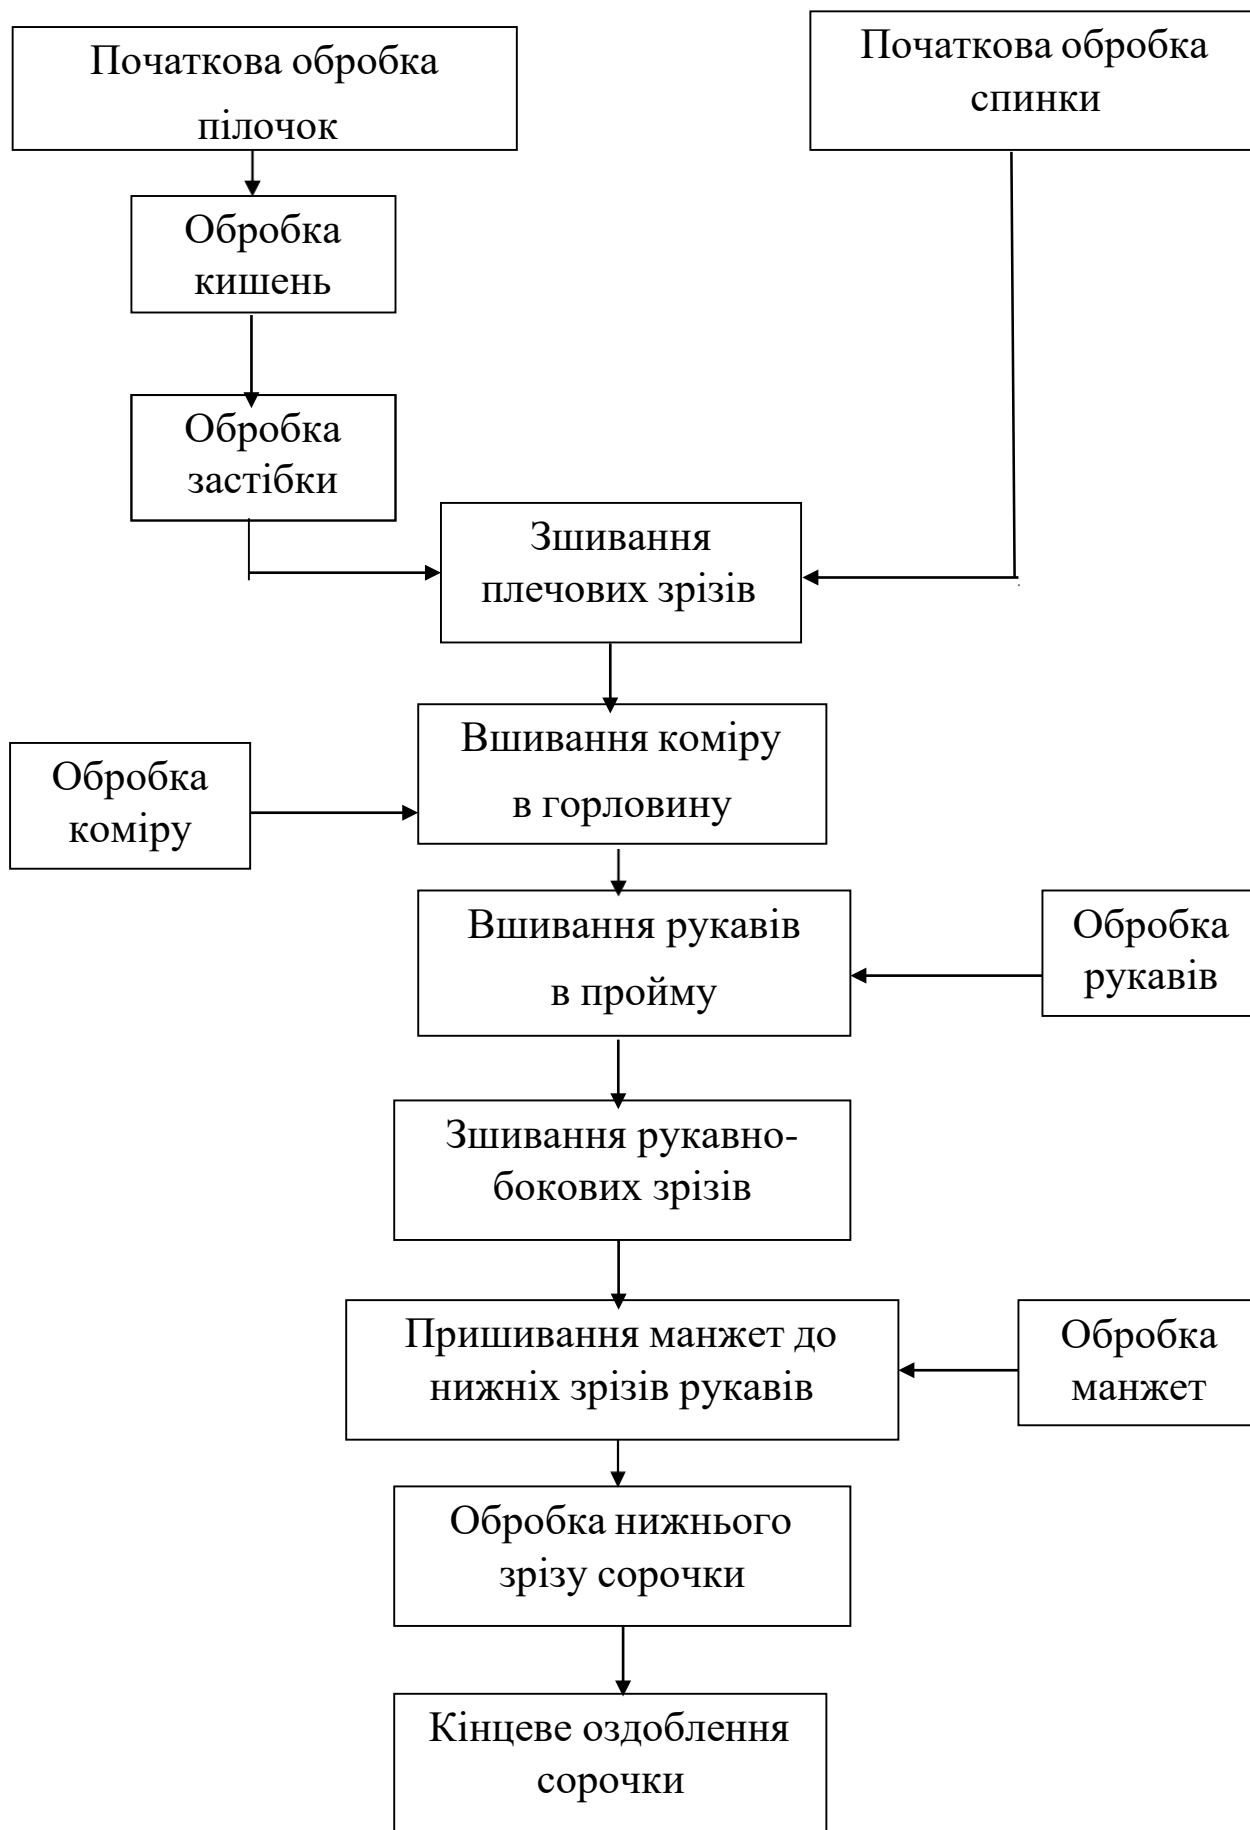 Початкова обробка
пілочок
Початкова обробка
спинки
Обробка
кишень
Обробка
застібки
Зшивання
плечових зрізів
Вшивання коміру
в горловину
Обробка
коміру
Вшивання рукавів
в пройму
Обробка
рукавів
Зшивання рукавно-
бокових зрізів
Пришивання манжет до
нижніх зрізів рукавів
Обробка
манжет
Обробка нижнього
зрізу сорочки
Кінцеве оздоблення
сорочки